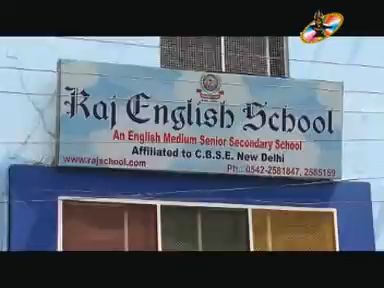 Raj English School
An English Medium Senior Secondary School
Affiliated to C.B.S.E. New Delhi
www.rajschool.com Ph.: 0542-2581847, 2585159